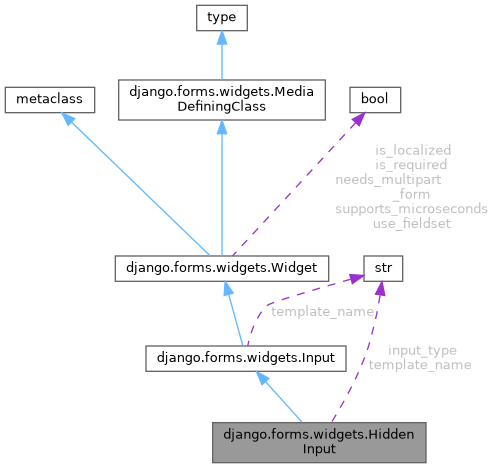 type
django.forms.widgets.Media
DefiningClass
metaclass
bool
is_localized
is_required
needs_multipart
_form
supports_microseconds
use_fieldset
django.forms.widgets.Widget
str
template_name
django.forms.widgets.Input
input_type
template_name
django.forms.widgets.Hidden
Input